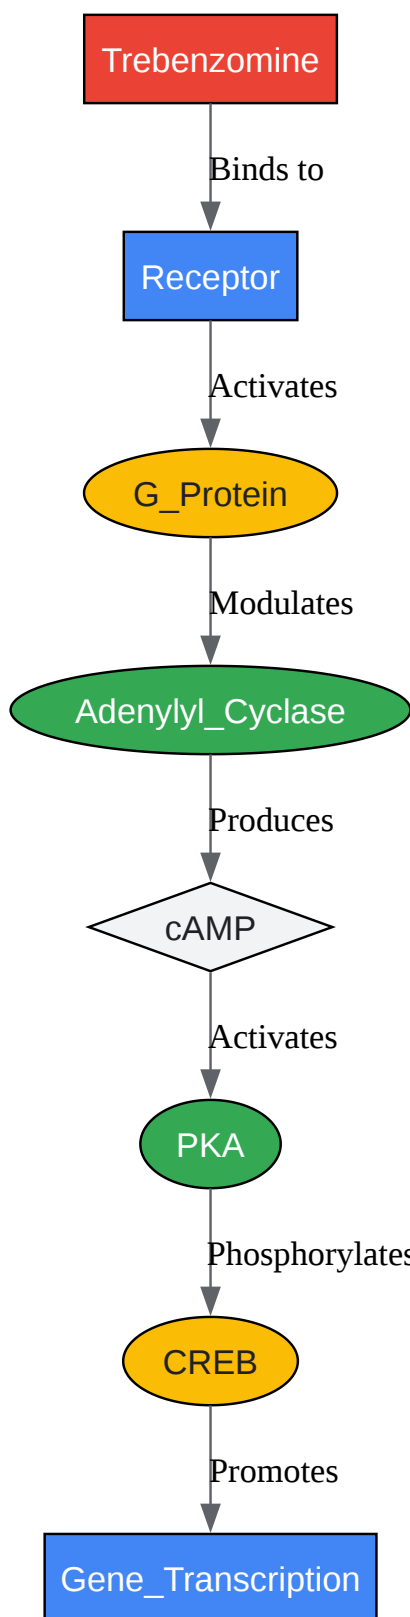 Trebenzomine
Binds to
Receptor
Activates
G_Protein
Modulates
Adenylyl_Cyclase
Produces
cAMP
Activates
PKA
Phosphorylates
CREB
Promotes
Gene_Transcription